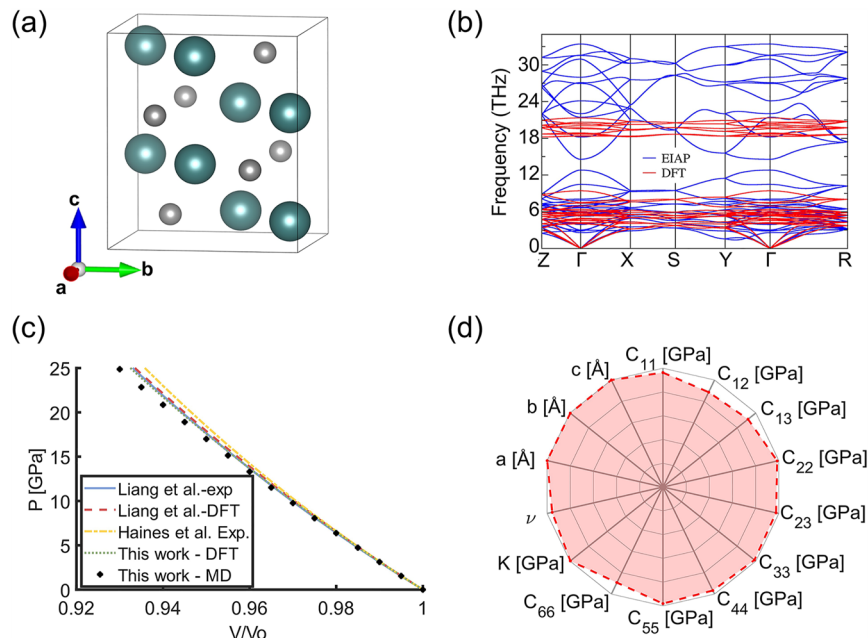 (a)
c
b
a
(b)
Frequency (THz)
30
24
18
12
6
0
EIAP
DFT
Z Γ X S Y Γ R
(c)
P [GPa]
25
20
15
10
5
0
Liang et al.-exp
Liang et al.-DFT
Haines et al. Exp.
This work - DFT
This work - MD
0.92 0.94 0.96 0.98 1
V/Vo
(d)
C11 [GPa]
C12 [GPa]
C13 [GPa]
C22 [GPa]
C23 [GPa]
C33 [GPa]
C44 [GPa]
C55 [GPa]
C66 [GPa]
K [GPa]
ν
a [Å]
b [Å]
c [Å]